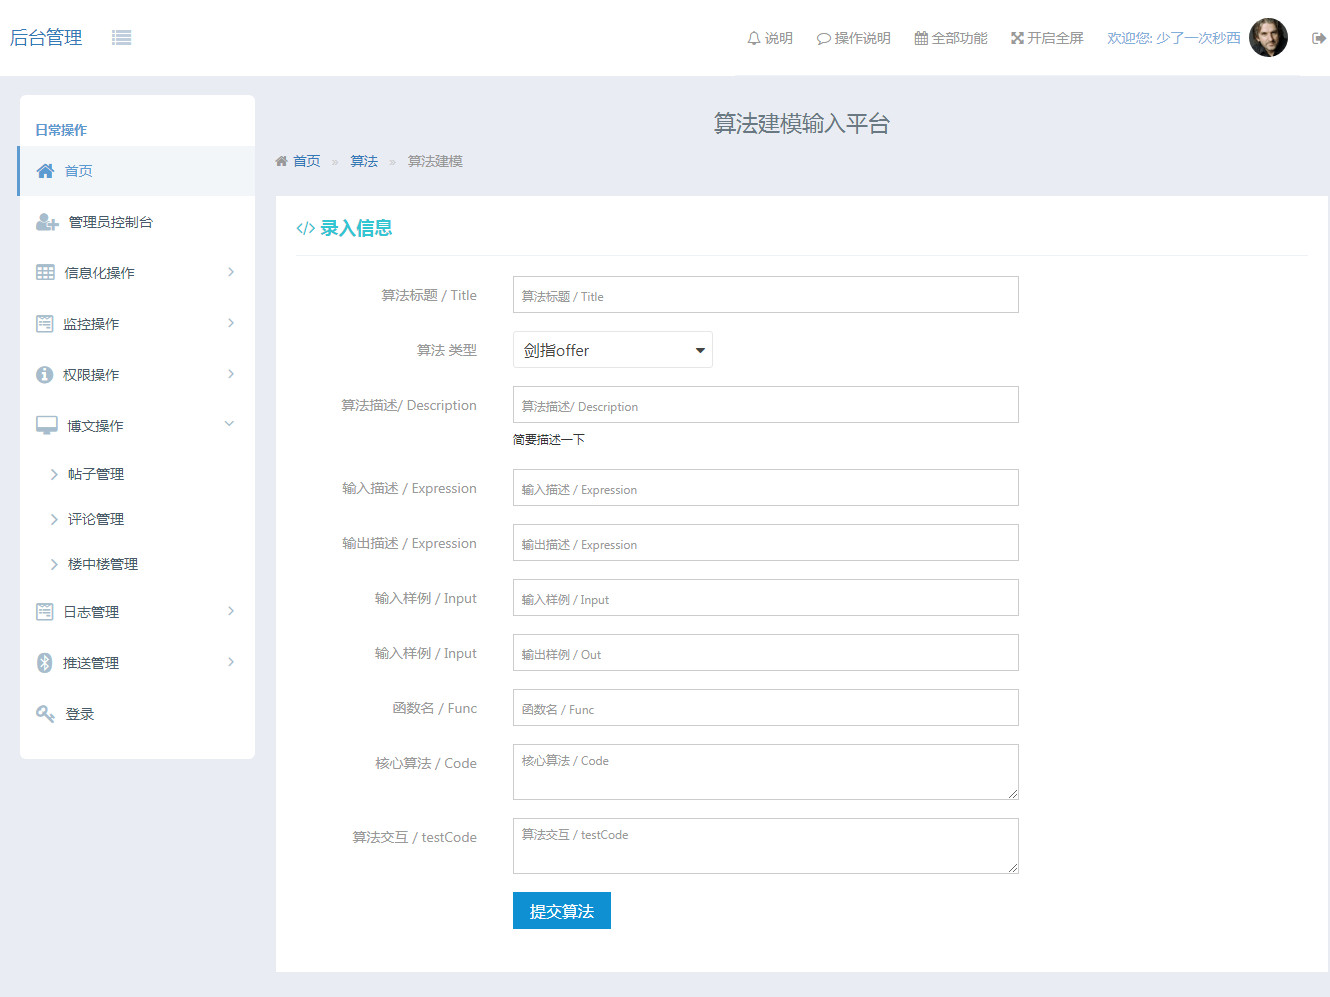 后台管理
说明 操作说明 全部功能 开启全屏 欢迎您: 少了一次秒西
日常操作
首页
管理员控制台
信息化操作
监控操作
权限操作
博文操作
帖子管理
评论管理
楼中楼管理
日志管理
推送管理
登录
算法建模输入平台
首页 » 算法 » 算法建模
</> 录入信息
算法标题 / Title 算法标题 / Title
算法 类型 剑指offer
算法描述/ Description 算法描述/ Description
简要描述一下
输入描述 / Expression 输入描述 / Expression
输出描述 / Expression 输出描述 / Expression
输入样例 / Input 输入样例 / Input
输入样例 / Input 输出样例 / Out
函数名 / Func 函数名 / Func
核心算法 / Code 核心算法 / Code
算法交互 / testCode 算法交互 / testCode
提交算法